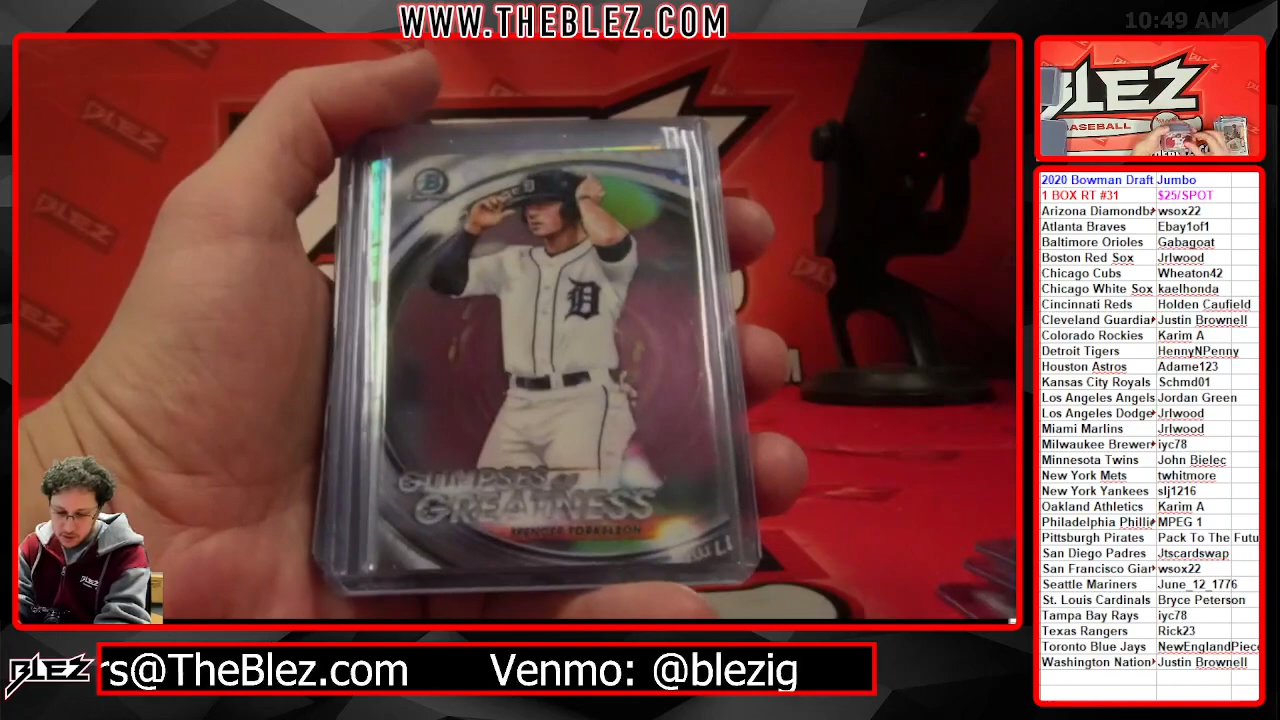 WWW.THEBLEZ.COM
10:49 AM
BLEZ
BLEZ
BASEBALL
B
D
D
GLIMPSES OF
GREATNESS
SPENCER TORKELSON
2020 Bowman Draft Jumbo
1 BOX RT #31 $25/SPOT
Arizona Diamondba wsox22
Atlanta Braves Ebay1of1
Baltimore Orioles Gabagoat
Boston Red Sox Jrlwood
Chicago Cubs Wheaton42
Chicago White Sox kaelhonda
Cincinnati Reds Holden Caufield
Cleveland Guardia Justin Brownell
Colorado Rockies Karim A
Detroit Tigers HennyNPenny
Houston Astros Adame123
Kansas City Royals Schmd01
Los Angeles Angels Jordan Green
Los Angeles Dodge Jrlwood
Miami Marlins Jrlwood
Milwaukee Brewer iyc78
Minnesota Twins John Bielec
New York Mets twhitmore
New York Yankees slj1216
Oakland Athletics Karim A
Philadelphia Philli MPEG 1
Pittsburgh Pirates Pack To The Futu
San Diego Padres Jtscardswap
San Francisco Gian wsox22
Seattle Mariners June_12_1776
St. Louis Cardinals Bryce Peterson
Tampa Bay Rays iyc78
Texas Rangers Rick23
Toronto Blue Jays NewEnglandPiec
Washington Nation Justin Brownell
BLEZ rs@TheBlez.com Venmo: @blezig